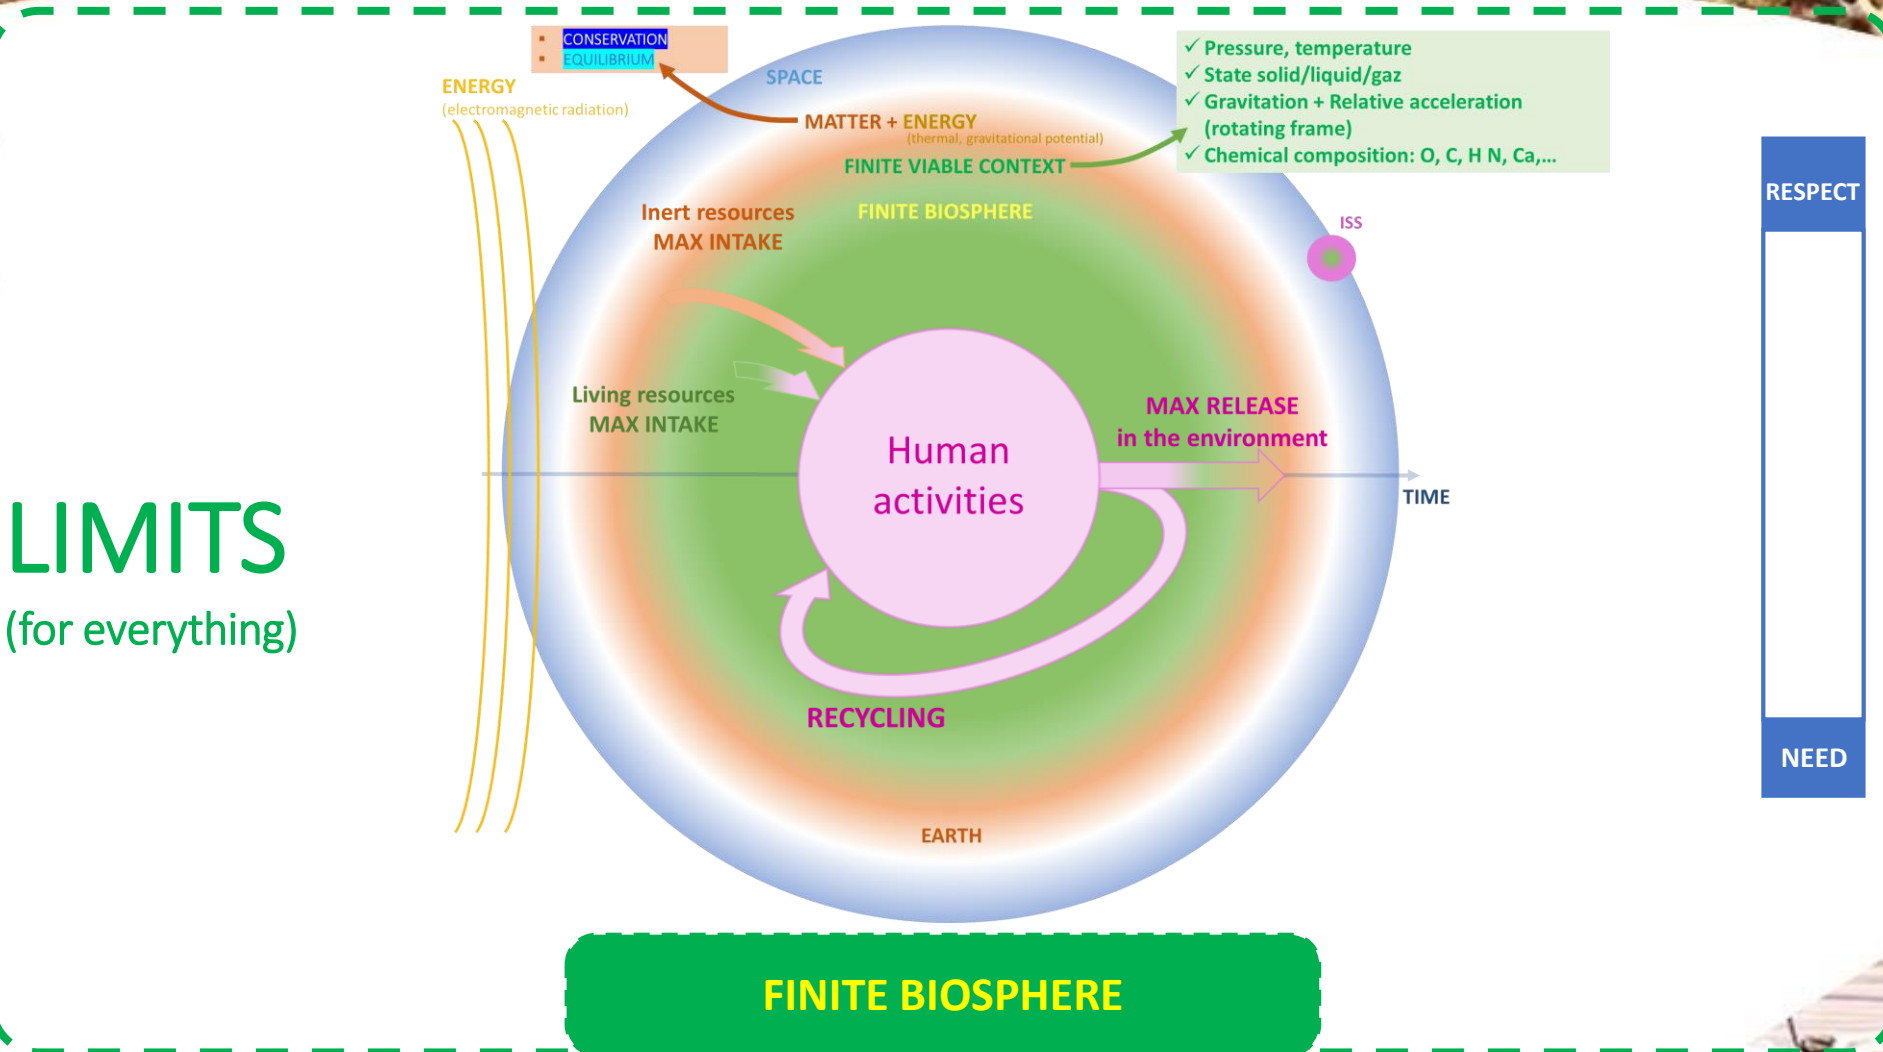 CONSERVATION
EQUILIBRIUM
ENERGY
(electromagnetic radiation)
SPACE
MATTER + ENERGY
(thermal, gravitational potential)
FINITE VIABLE CONTEXT
FINITE BIOSPHERE
✓ Pressure, temperature
✓ State solid/liquid/gaz
✓ Gravitation + Relative acceleration
(rotating frame)
✓ Chemical composition: O, C, H N, Ca,...
RESPECT
ISS
Inert resources
MAX INTAKE
Living resources
MAX INTAKE
Human
activities
MAX RELEASE
in the environment
TIME
LIMITS
(for everything)
RECYCLING
NEED
EARTH
FINITE BIOSPHERE